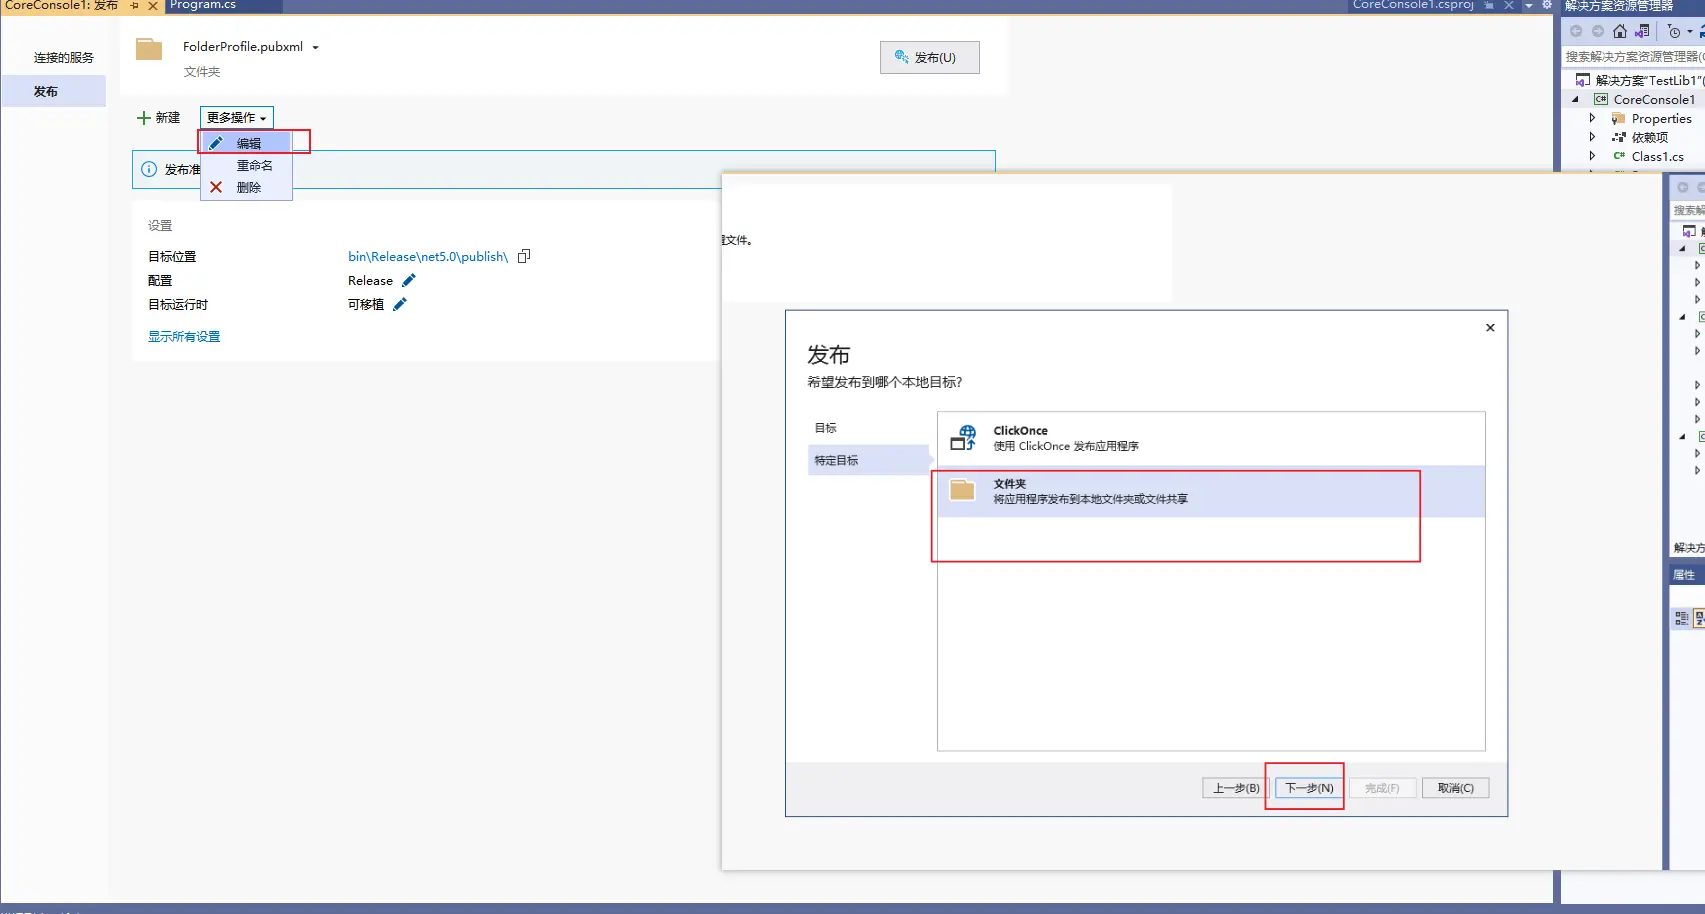 CoreConsole1: 发布
Program.cs
CoreConsole1.csproj
解决方案资源管理器
连接的服务
发布
FolderProfile.pubxml
文件夹
发布(U)
新建
更多操作
编辑
重命名
删除
发布准
设置
目标位置
bin\Release\net5.0\publish\
配置
Release
目标运行时
可移植
显示所有设置
搜索解决方案资源管理器(
解决方案"TestLib1"(
C# CoreConsole1
Properties
依赖项
C# Class1.cs
文件。
发布
希望发布到哪个本地目标?
目标
特定目标
ClickOnce
使用 ClickOnce 发布应用程序
文件夹
将应用程序发布到本地文件夹或文件共享
上一步(B)
下一步(N)
完成(F)
取消(C)
搜索解
解决方
属性